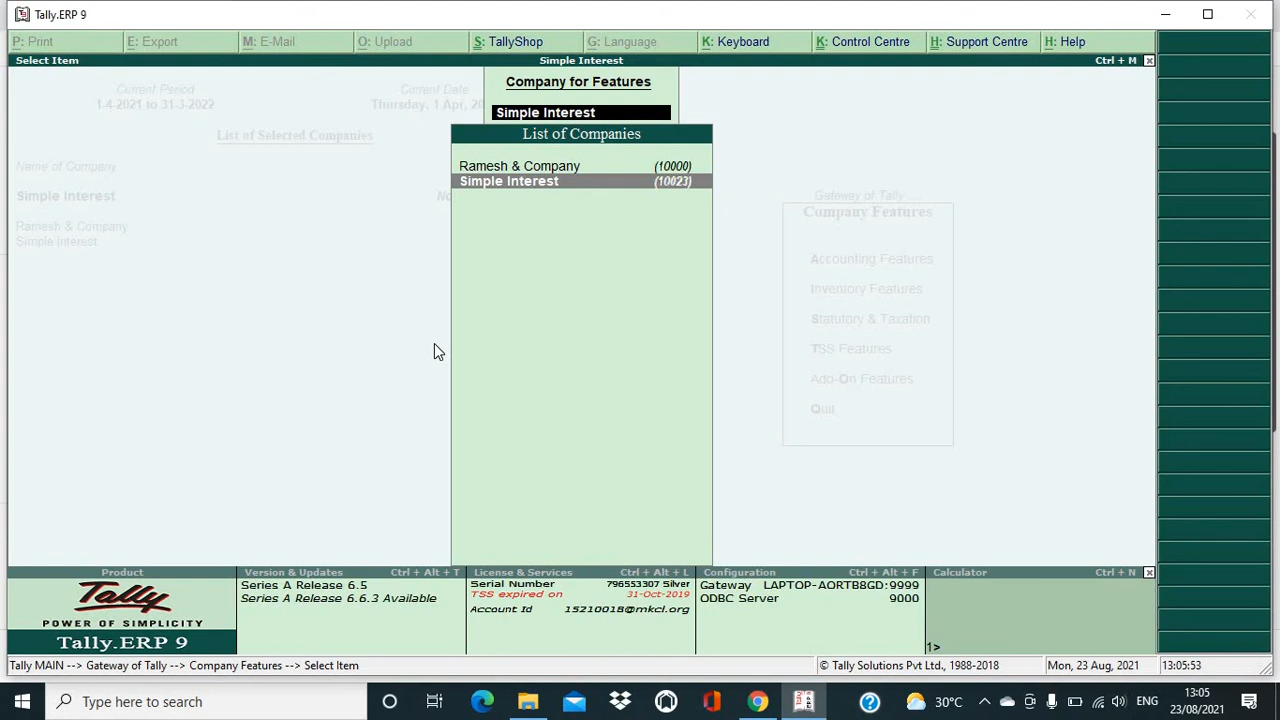 Tally.ERP 9
P: Print E: Export M: E-Mail O: Upload S: TallyShop G: Language K: Keyboard K: Control Centre H: Support Centre H: Help
Select Item Simple Interest Ctrl + M
Company for Features
Simple Interest
List of Companies
Ramesh & Company (10000)
Simple Interest (10023)
Current Period Current Date
1-4-2021 to 31-3-2022 Thursday, 1 Apr, 20
List of Selected Companies
Name of Company
Simple Interest No
Ramesh & Company
Simple Interest
Gateway of Tally ......
Company Features
Accounting Features
Inventory Features
Statutory & Taxation
TSS Features
Add-On Features
Quit
Product Version & Updates Ctrl + Alt + T License & Services Ctrl + Alt + L Configuration Ctrl + Alt + F Calculator Ctrl + N
Tally
POWER OF SIMPLICITY
Tally.ERP 9
Series A Release 6.5
Series A Release 6.6.3 Available
Serial Number 796553307 Silver
TSS expired on 31-Oct-2019
Account Id 15210018@mkcl.org
Gateway LAPTOP-AORTB8GD:9999
ODBC Server 9000
1>
Tally MAIN --> Gateway of Tally --> Company Features --> Select Item © Tally Solutions Pvt Ltd., 1988-2018 Mon, 23 Aug, 2021 13:05:53
Type here to search 30°C ENG 13:05
23/08/2021